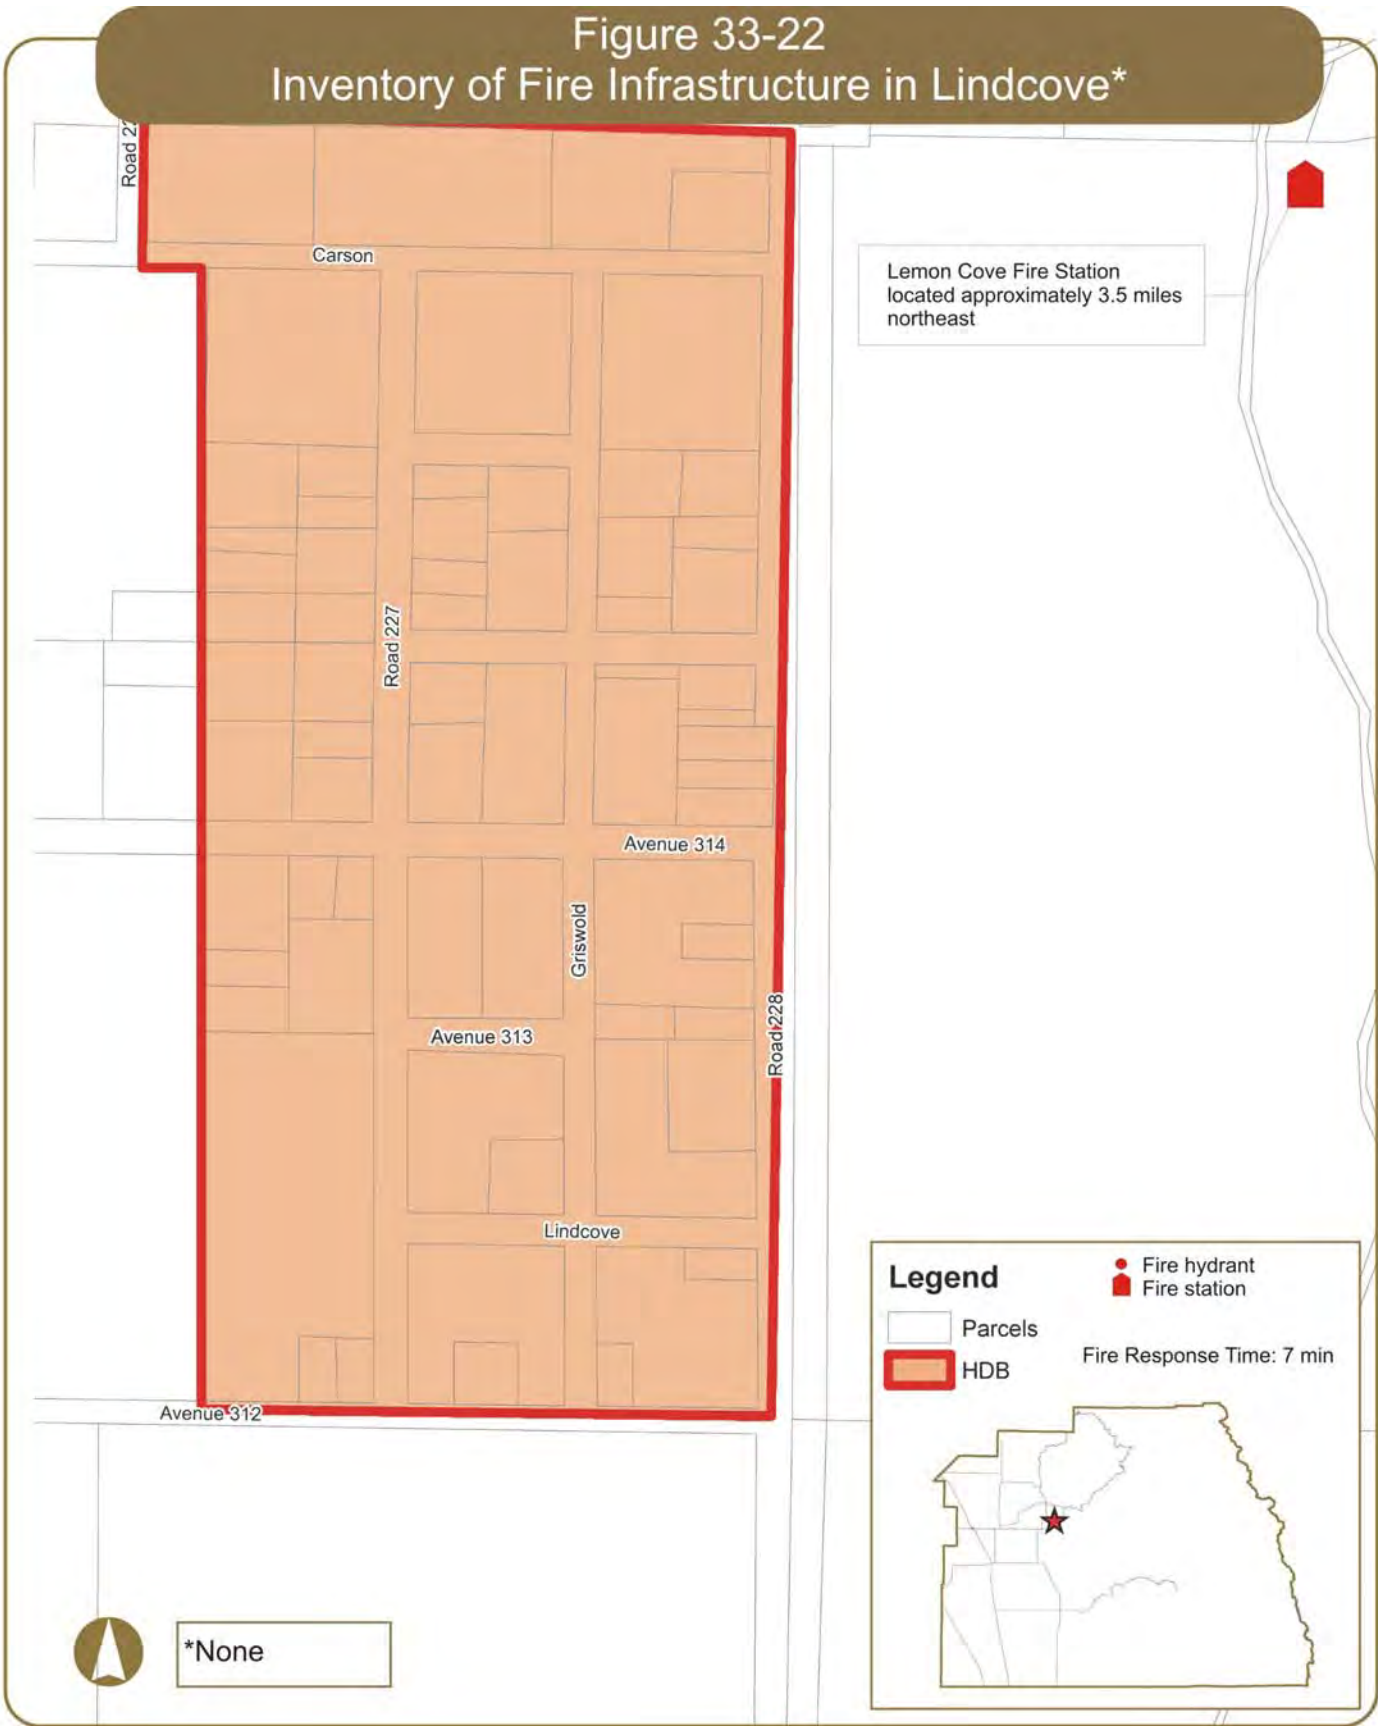 Figure 33-22
Inventory of Fire Infrastructure in Lindcove*
Road 22
Carson
Lemon Cove Fire Station
located approximately 3.5 miles
northeast
Road 227
Avenue 314
Griswold
Road 228
Avenue 313
Lindcove
Legend
Fire hydrant
Fire station
Parcels
HDB
Fire Response Time: 7 min
Avenue 312
*None